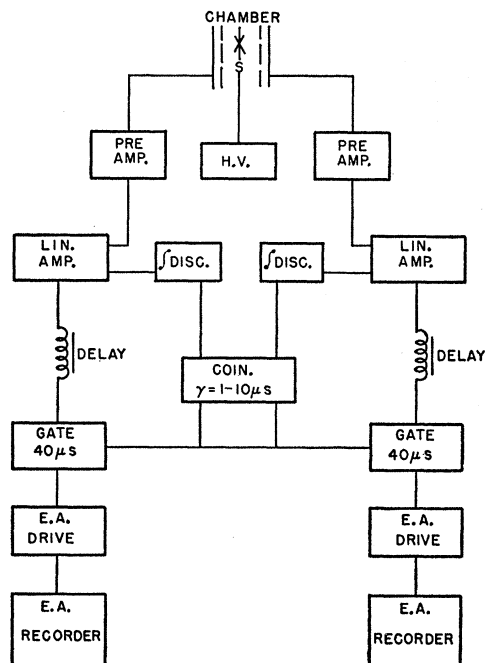 CHAMBER
S
PRE
AMP.
H.V.
PRE
AMP.
LIN.
AMP.
∫DISC.
∫DISC.
LIN.
AMP.
DELAY
COIN.
γ = 1-10μs
DELAY
GATE
40μs
GATE
40μs
E.A.
DRIVE
E.A.
DRIVE
E.A.
RECORDER
E.A.
RECORDER